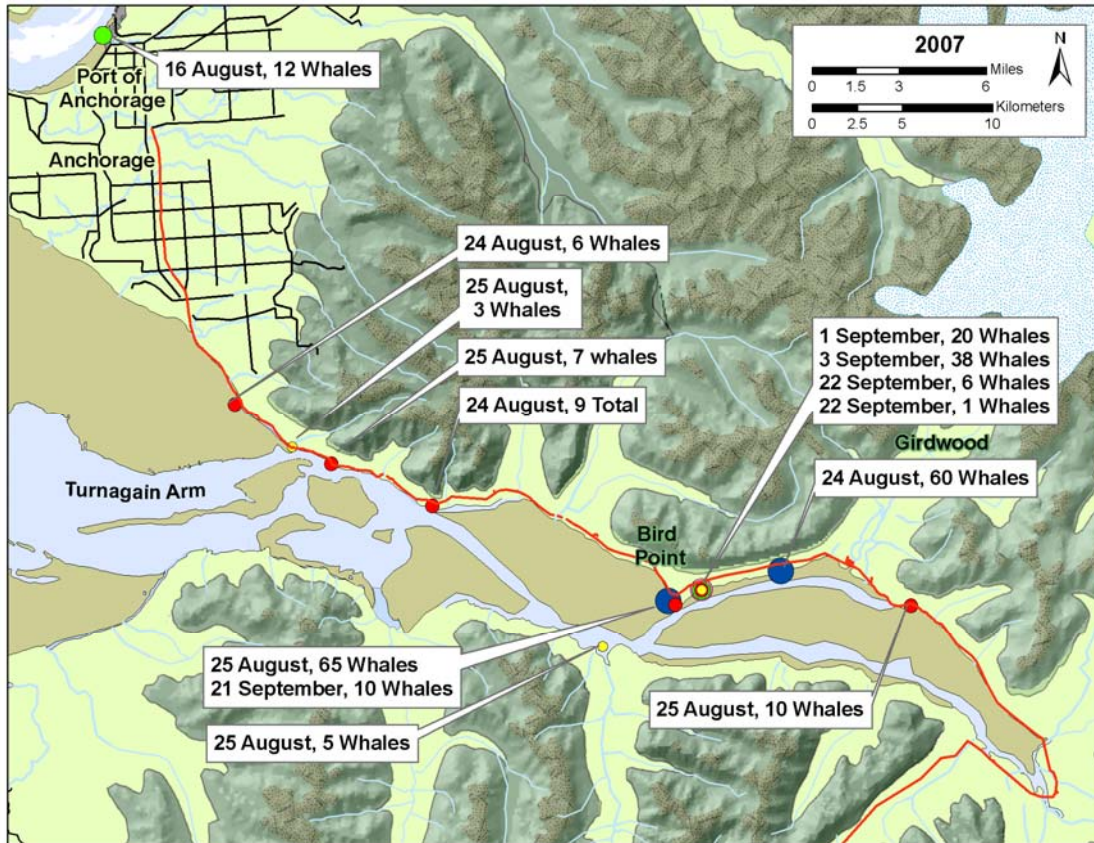 2007
N
Miles
0 1.5 3 6
Kilometers
0 2.5 5 10
16 August, 12 Whales
Port of
Anchorage
Anchorage
24 August, 6 Whales
25 August,
3 Whales
25 August, 7 whales
24 August, 9 Total
1 September, 20 Whales
3 September, 38 Whales
22 September, 6 Whales
22 September, 1 Whales
Girdwood
24 August, 60 Whales
Turnagain Arm
Bird
Point
25 August, 65 Whales
21 September, 10 Whales
25 August, 10 Whales
25 August, 5 Whales